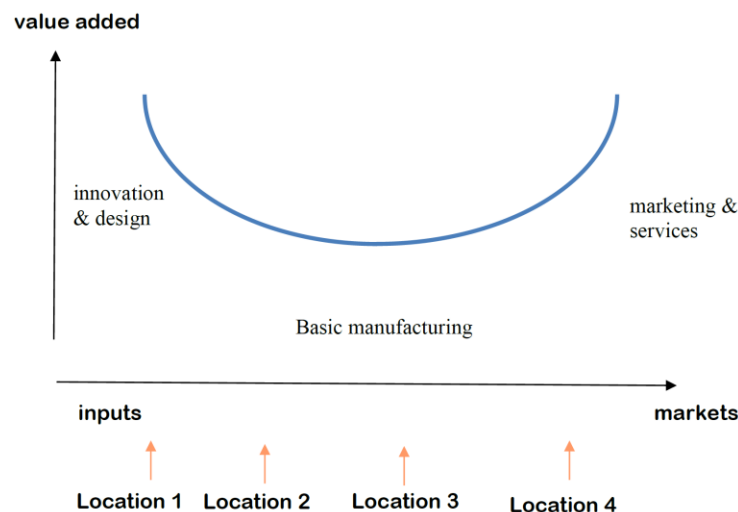 value added
innovation
& design
marketing &
services
Basic manufacturing
inputs
markets
Location 1
Location 2
Location 3
Location 4